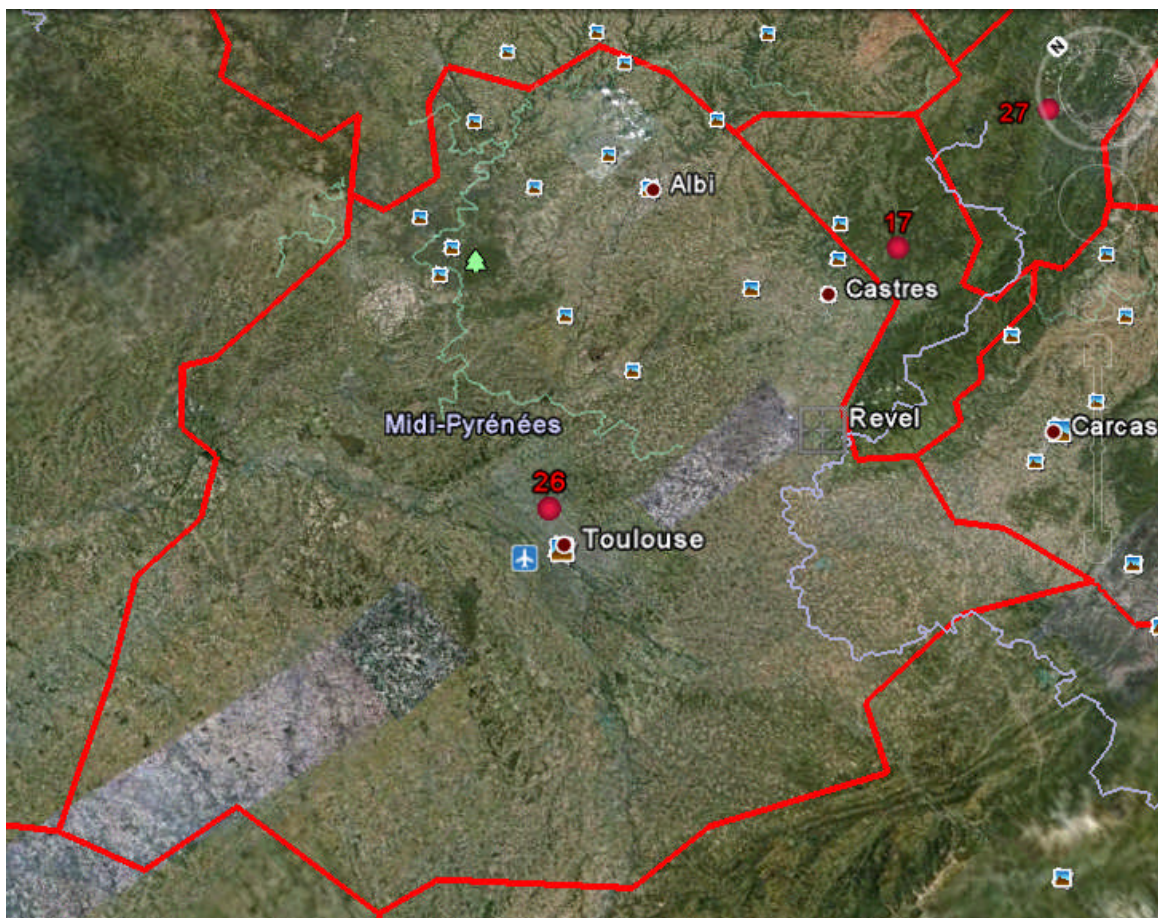 N
27
Albi
17
Castres
Midi-Pyrénées
Revel
Carcas
26
Toulouse